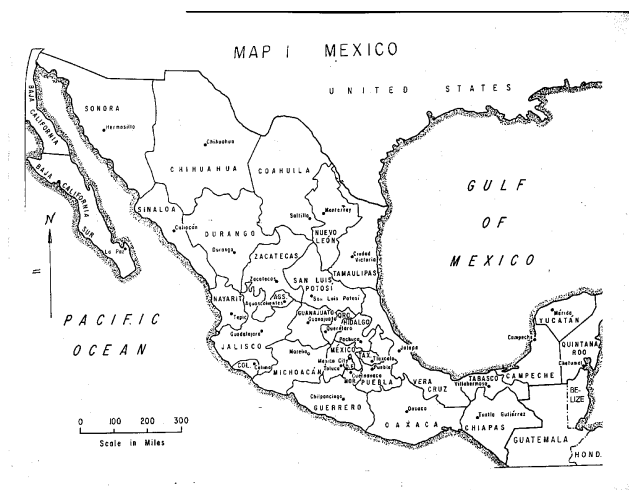 MAP I MEXICO
UNITED STATES
BAJA CALIFORNIA
SONORA
Hermosillo
Chihuahua
CHIHUAHUA
COAHUILA
GULF
OF
MEXICO
BAJA CALIFORNIA SUR
La Paz
N
SINALOA
Culiacán
DURANGO
Durango
Saltillo
Monterrey
NUEVO LEÓN
Ciudad Victoria
TAMAULIPAS
ZACATECAS
Zacatecas
SAN LUIS POTOSÍ
San Luis Potosí
NAYARIT
Tepic
AGS.
Aguascalientes
GUANAJUATO
Guanajuato
QRO.
Querétaro
HIDALGO
Pachuca
PACIFIC
OCEAN
Guadalajara
JALISCO
COL.
Colima
Morelia
MICHOACÁN
MÉXICO
Mexico City
Toluca
TLAX.
Tlaxcala
Puebla
PUEBLA
Cuernavaca
MOR.
Jalapa
VERA CRUZ
Chilpancingo
GUERRERO
Oaxaca
OAXACA
TABASCO
Villahermosa
Tuxtla Gutiérrez
CHIAPAS
Campeche
CAMPECHE
Mérida
YUCATÁN
QUINTANA ROO
Chetumal
BELIZE
GUATEMALA
HOND.
0 100 200 300
Scale in Miles